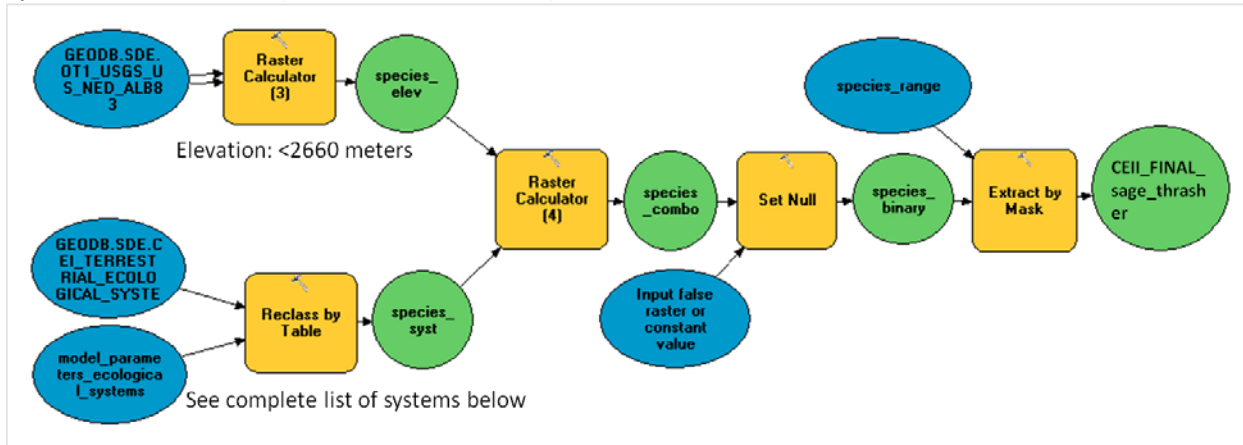 GEODB.SDE.
OT1_USGS_U
S_NED_ALB8
3
Raster
Calculator
(3)
species_
elev
Elevation: <2660 meters
GEODB.SDE.C
EI_TERREST
RIAL_ECOLO
GICAL_SYSTE
model_parame
ters_ecologica
l_systems
Reclass by
Table
species_
syst
See complete list of systems below
Raster
Calculator
(4)
species
_combo
Input false
raster or
constant
value
Set Null
species_
binary
species_range
Extract by
Mask
CEII_FINAL_
sage_thrash
er